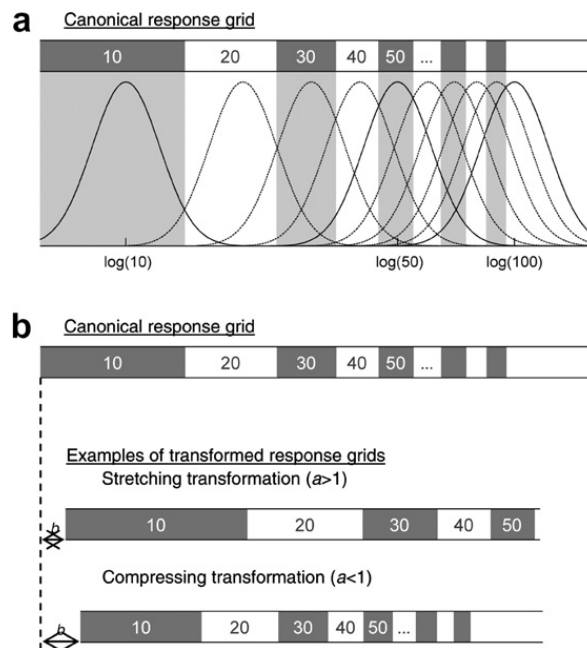 a
Canonical response grid
10 20 30 40 50 ...
log(10) log(50) log(100)
b
Canonical response grid
10 20 30 40 50 ...
Examples of transformed response grids
Stretching transformation (a>1)
b
10 20 30 40 50
Compressing transformation (a<1)
b
10 20 30 40 50 ...